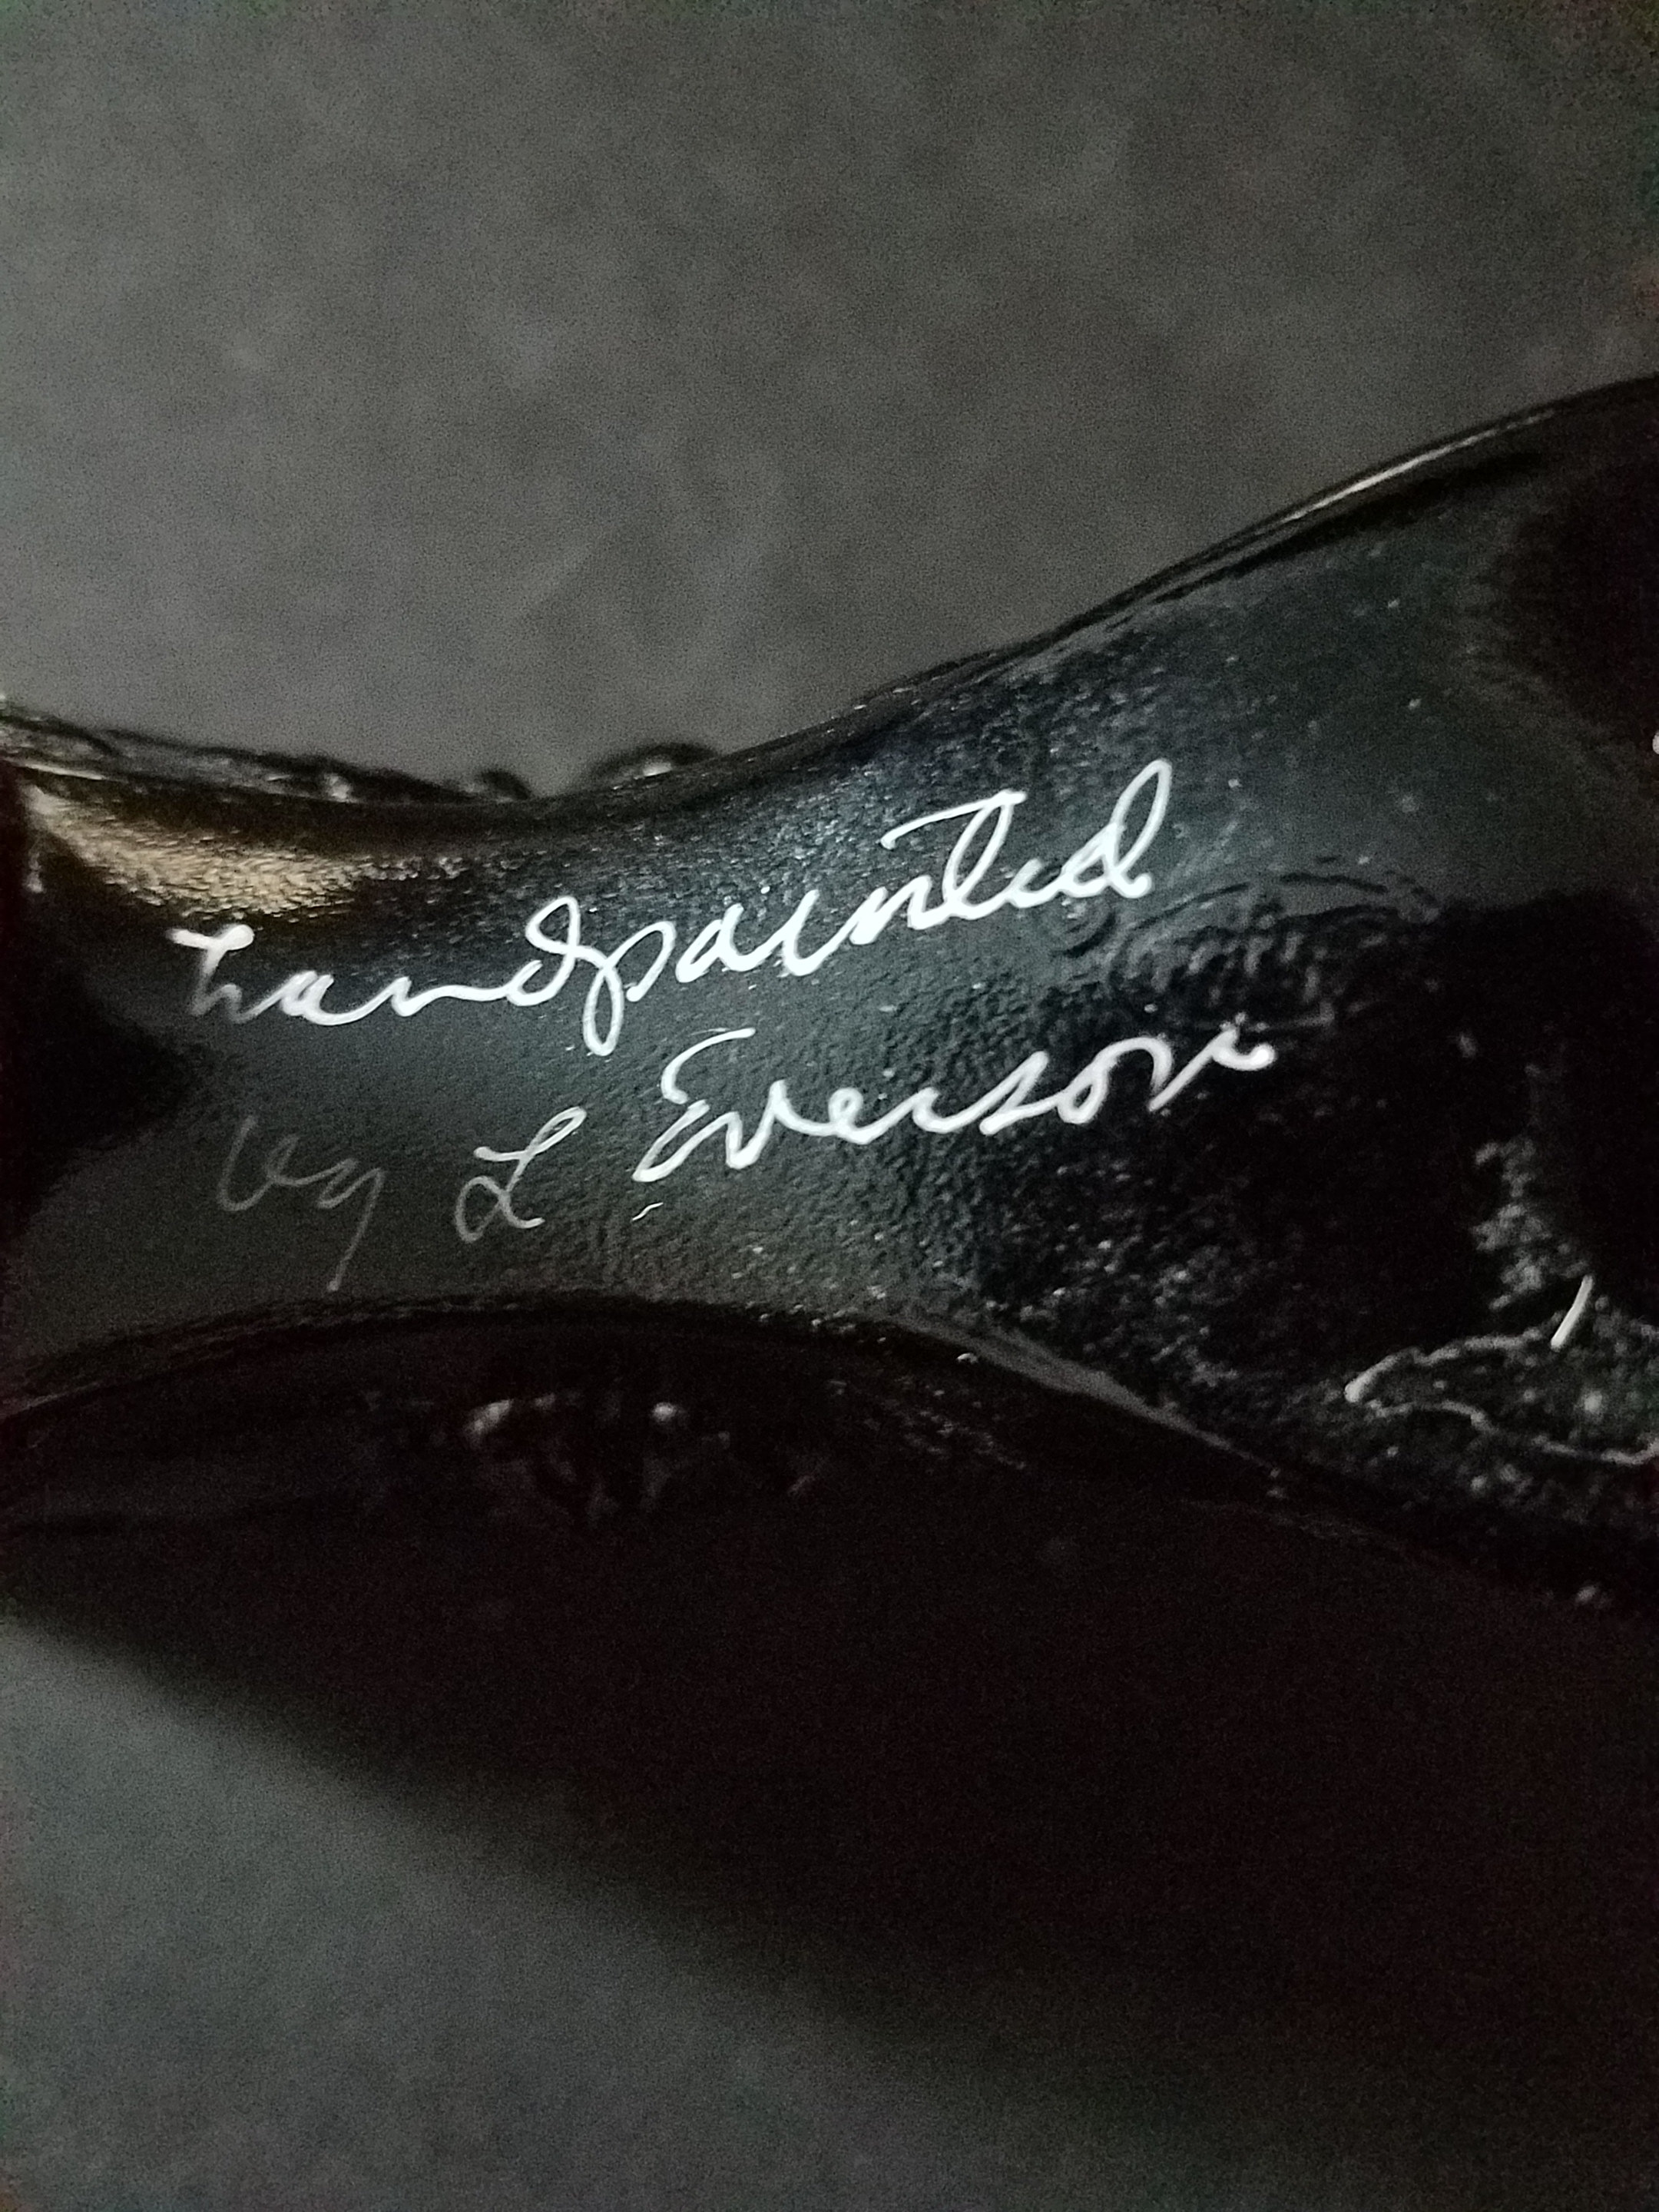 handpainted
by L Everson